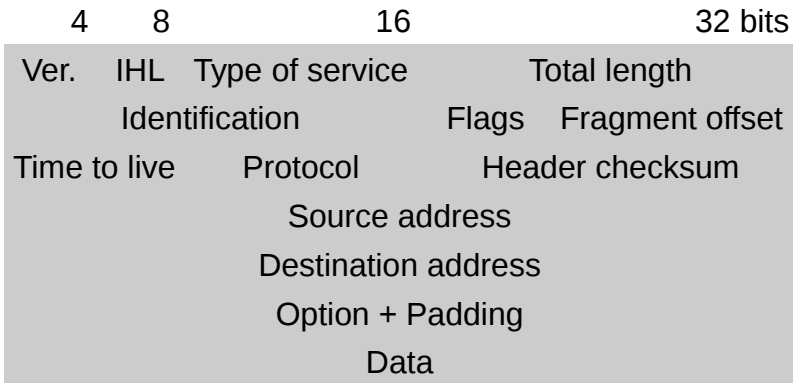 4 8 16 32 bits
Ver. IHL Type of service Total length
Identification Flags Fragment offset
Time to live Protocol Header checksum
Source address
Destination address
Option + Padding
Data